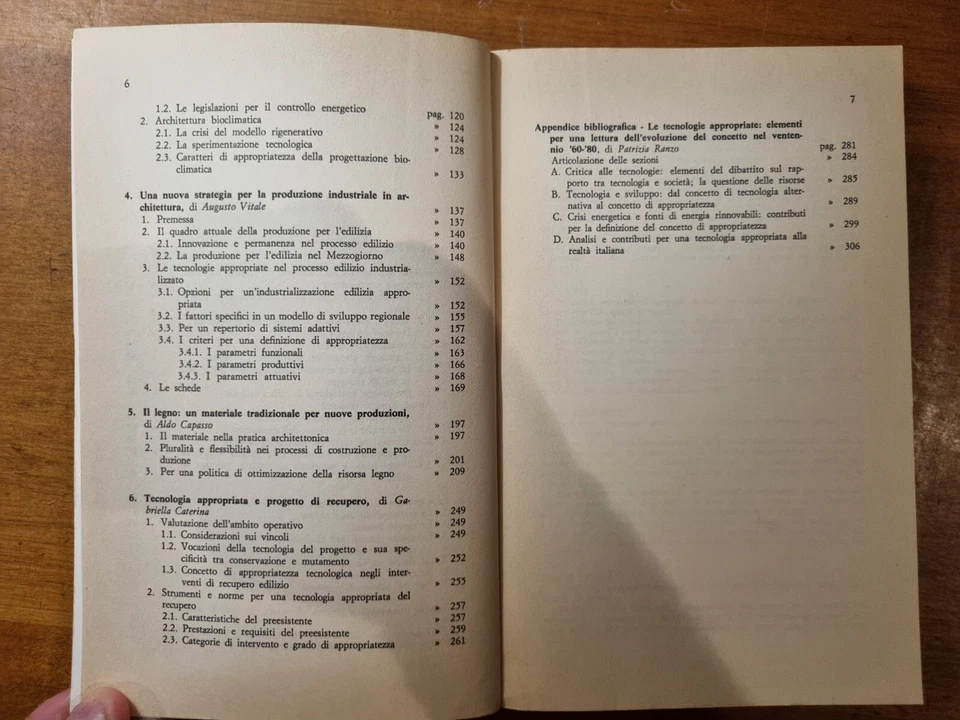 6
1.2. Le legislazioni per il controllo energetico pag. 120
2. Architettura bioclimatica » 124
2.1. La crisi del modello rigenerativo » 124
2.2. La sperimentazione tecnologica » 128
2.3. Caratteri di appropriatezza della progettazione bio-
climatica » 133
4. Una nuova strategia per la produzione industriale in ar-
chitettura, di Augusto Vitale » 137
1. Premessa » 137
2. Il quadro attuale della produzione per l'edilizia » 140
2.1. Innovazione e permanenza nel processo edilizio » 140
2.2. La produzione per l'edilizia nel Mezzogiorno » 148
3. Le tecnologie appropriate nel processo edilizio industria-
lizzato » 152
3.1. Opzioni per un'industrializzazione edilizia appro-
priata » 152
3.2. I fattori specifici in un modello di sviluppo regionale » 155
3.3. Per un repertorio di sistemi adattivi » 157
3.4. I criteri per una definizione di appropriatezza » 162
3.4.1. I parametri funzionali » 163
3.4.2. I parametri produttivi » 166
3.4.3. I parametri attuativi » 168
4. Le schede » 169
5. Il legno: un materiale tradizionale per nuove produzioni,
di Aldo Capasso » 197
1. Il materiale nella pratica architettonica » 197
2. Pluralità e flessibilità nei processi di costruzione e pro-
duzione » 201
3. Per una politica di ottimizzazione della risorsa legno » 209
6. Tecnologia appropriata e progetto di recupero, di Ga-
briella Caterina » 249
1. Valutazione dell'ambito operativo » 249
1.1. Considerazioni sui vincoli » 249
1.2. Vocazioni della tecnologia del progetto e sua spe-
cificità tra conservazione e mutamento » 252
1.3. Concetto di appropriatezza tecnologica negli inter-
venti di recupero edilizio » 255
2. Strumenti e norme per una tecnologia appropriata del
recupero » 257
2.1. Caratteristiche del preesistente » 257
2.2. Prestazioni e requisiti del preesistente » 259
2.3. Categorie di intervento e grado di appropriatezza » 261
7
Appendice bibliografica - Le tecnologie appropriate: elementi
per una lettura dell'evoluzione del concetto nel venten-
nio '60-'80, di Patrizia Ranzo pag. 281
Articolazione delle sezioni » 284
A. Critica alle tecnologie: elementi del dibattito sul rap-
porto tra tecnologia e società; la questione delle risorse » 285
B. Tecnologia e sviluppo: dal concetto di tecnologia alter-
nativa al concetto di appropriatezza » 289
C. Crisi energetica e fonti di energia rinnovabili: contributi
per la definizione del concetto di appropriatezza » 299
D. Analisi e contributi per una tecnologia appropriata alla
realtà italiana » 306